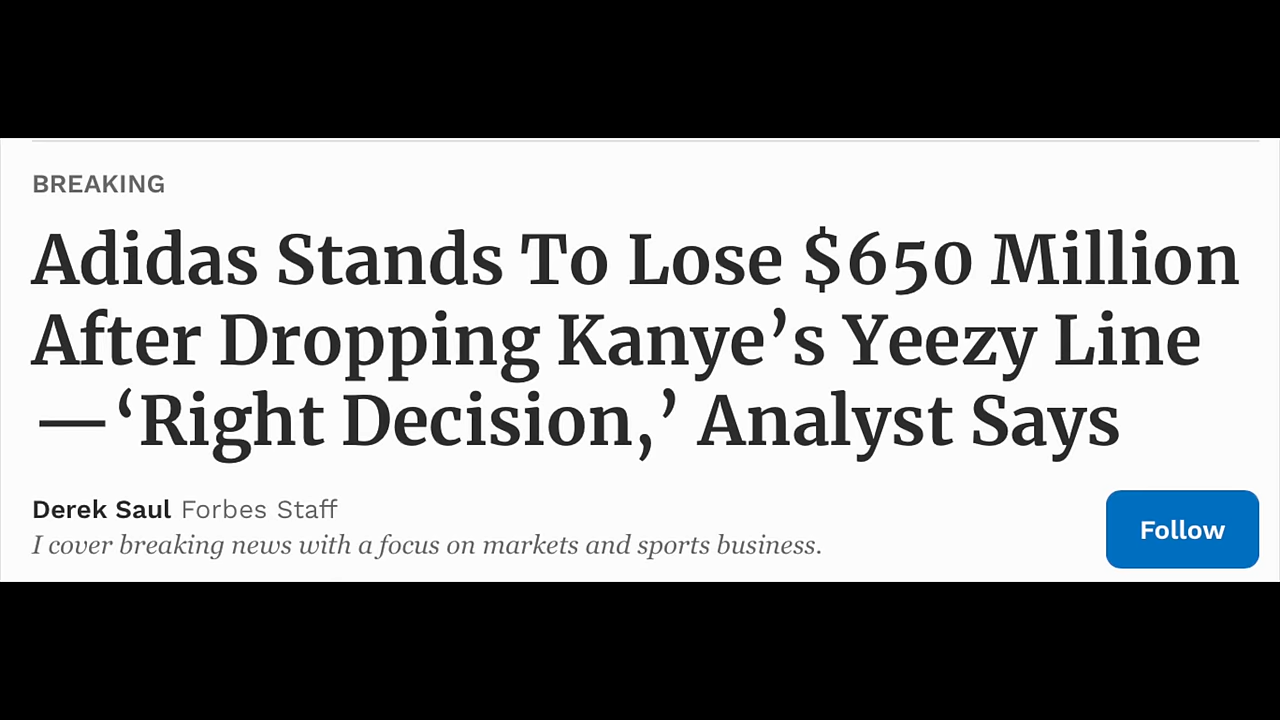 BREAKING
Adidas Stands To Lose $650 Million
After Dropping Kanye’s Yeezy Line
—‘Right Decision,’ Analyst Says
Derek Saul Forbes Staff
I cover breaking news with a focus on markets and sports business.
Follow